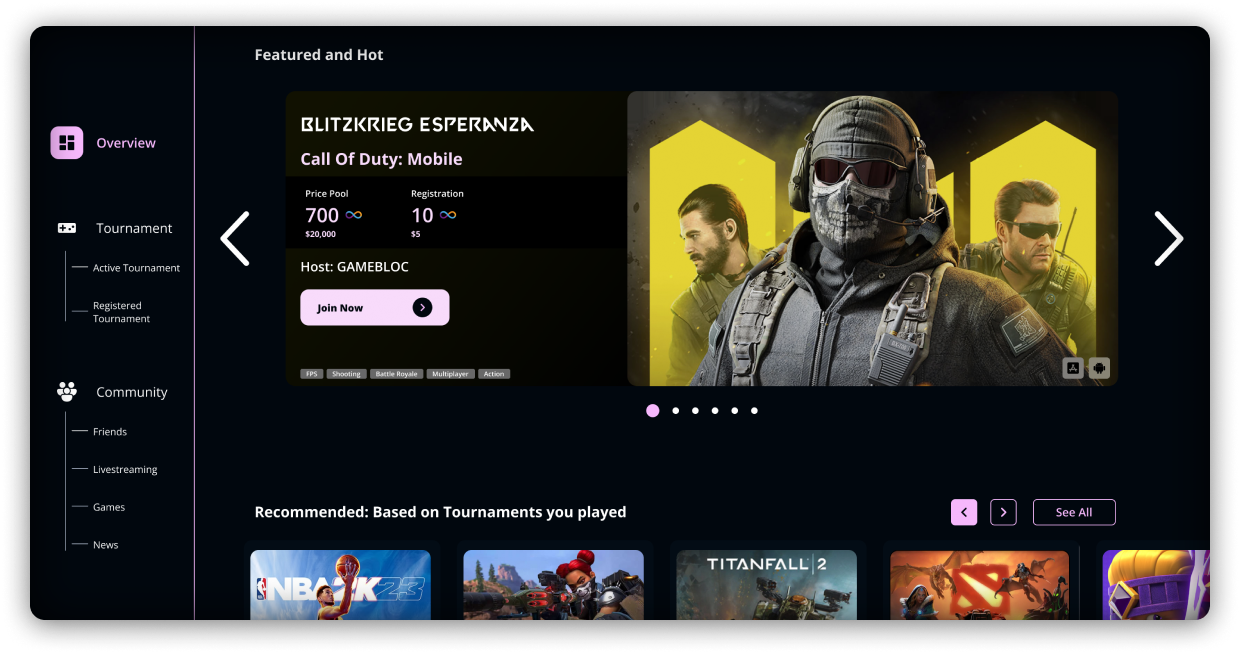 Featured and Hot
Overview
Tournament
Active Tournament
Registered
Tournament
Community
Friends
Livestreaming
Games
News
BLITZKRIEG ESPERANZA
Call Of Duty: Mobile
Price Pool
Registration
700
10
$20,000
$5
Host: GAMEBLOC
Join Now
FPS
Shooting
Battle Royale
Multiplayer
Action
Recommended: Based on Tournaments you played
See All
NBA 2K 23
TITANFALL 2